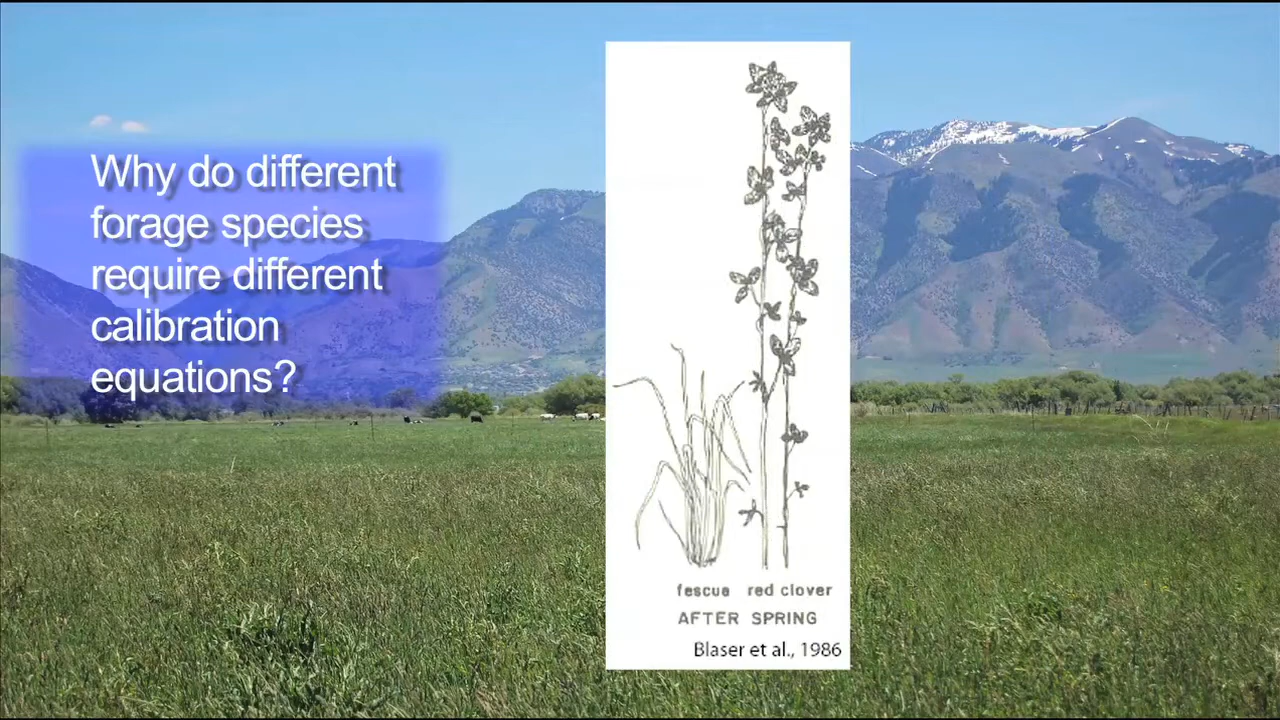 Why do different
forage species
require different
calibration
equations?
fescue red clover
AFTER SPRING
Blaser et al., 1986